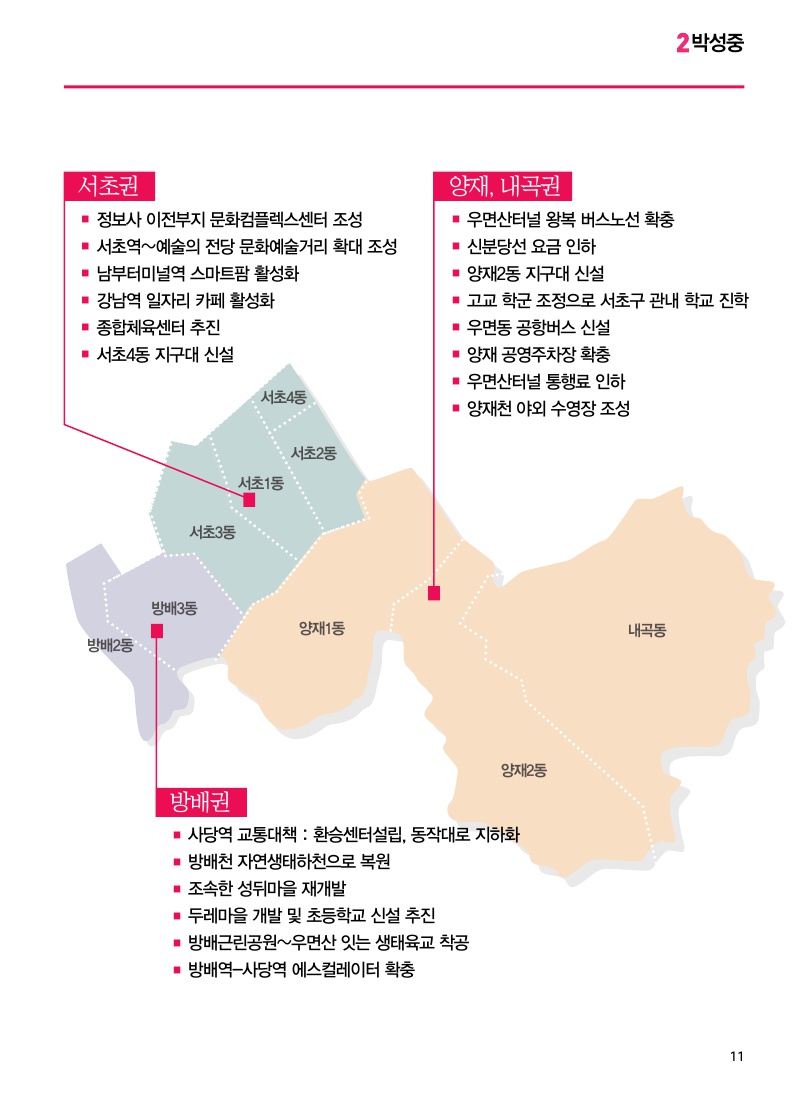 2박성중
서초권
■ 정보사 이전부지 문화컴플렉스센터 조성
■ 서초역~예술의 전당 문화예술거리 확대 조성
■ 남부터미널역 스마트팜 활성화
■ 강남역 일자리 카페 활성화
■ 종합체육센터 추진
■ 서초4동 지구대 신설
양재, 내곡권
■ 우면산터널 왕복 버스노선 확충
■ 신분당선 요금 인하
■ 양재2동 지구대 신설
■ 고교 학군 조정으로 서초구 관내 학교 진학
■ 우면동 공항버스 신설
■ 양재 공영주차장 확충
■ 우면산터널 통행료 인하
■ 양재천 야외 수영장 조성
서초4동
서초2동
서초1동
서초3동
방배3동
방배2동
양재1동
내곡동
양재2동
방배권
■ 사당역 교통대책 : 환승센터설립, 동작대로 지하화
■ 방배천 자연생태하천으로 복원
■ 조속한 성뒤마을 재개발
■ 두레마을 개발 및 초등학교 신설 추진
■ 방배근린공원~우면산 잇는 생태육교 착공
■ 방배역-사당역 에스컬레이터 확충
11